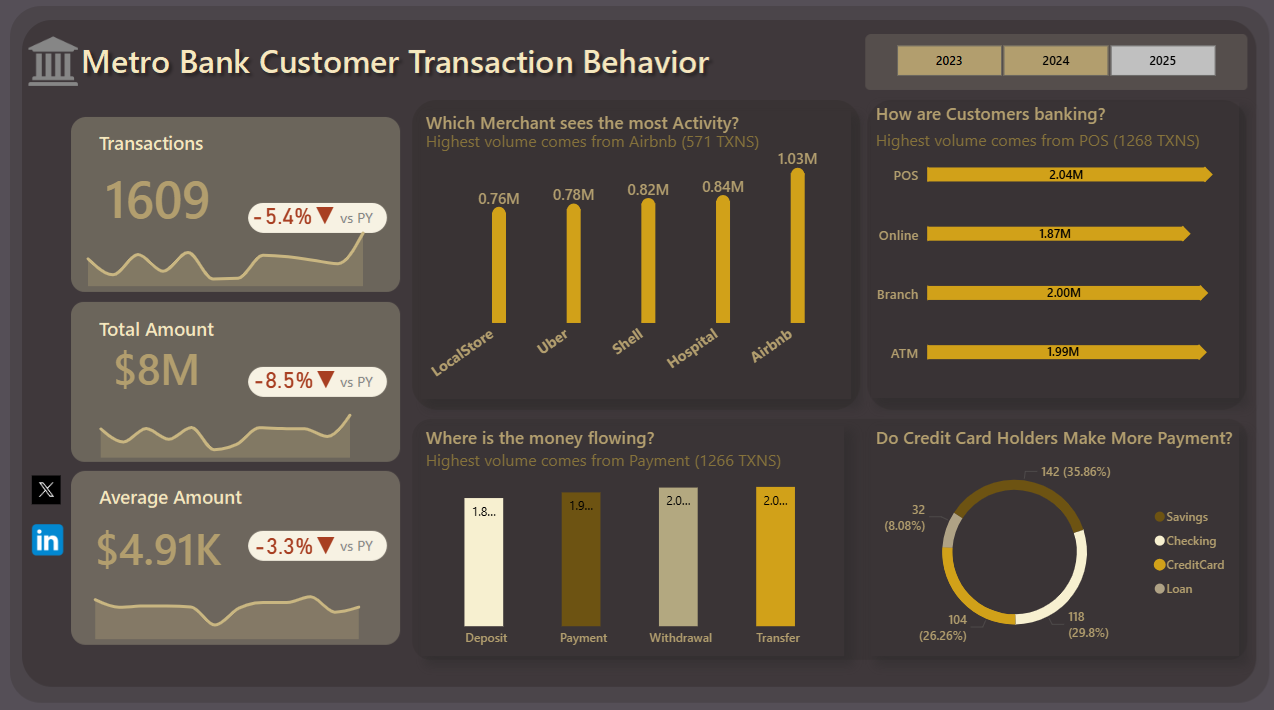 Metro Bank Customer Transaction Behavior
2023
2024
2025
Transactions
1609
-5.4% ▼ vs PY
Total Amount
$8M
-8.5% ▼ vs PY
Average Amount
$4.91K
-3.3% ▼ vs PY
X
in
Which Merchant sees the most Activity?
Highest volume comes from Airbnb (571 TXNS)
0.76M
0.78M
0.82M
0.84M
1.03M
LocalStore
Uber
Shell
Hospital
Airbnb
How are Customers banking?
Highest volume comes from POS (1268 TXNS)
POS 2.04M
Online 1.87M
Branch 2.00M
ATM 1.99M
Where is the money flowing?
Highest volume comes from Payment (1266 TXNS)
1.8...
1.9...
2.0...
2.0...
Deposit
Payment
Withdrawal
Transfer
Do Credit Card Holders Make More Payment?
142 (35.86%)
32
(8.08%)
104
(26.26%)
118
(29.8%)
Savings
Checking
CreditCard
Loan